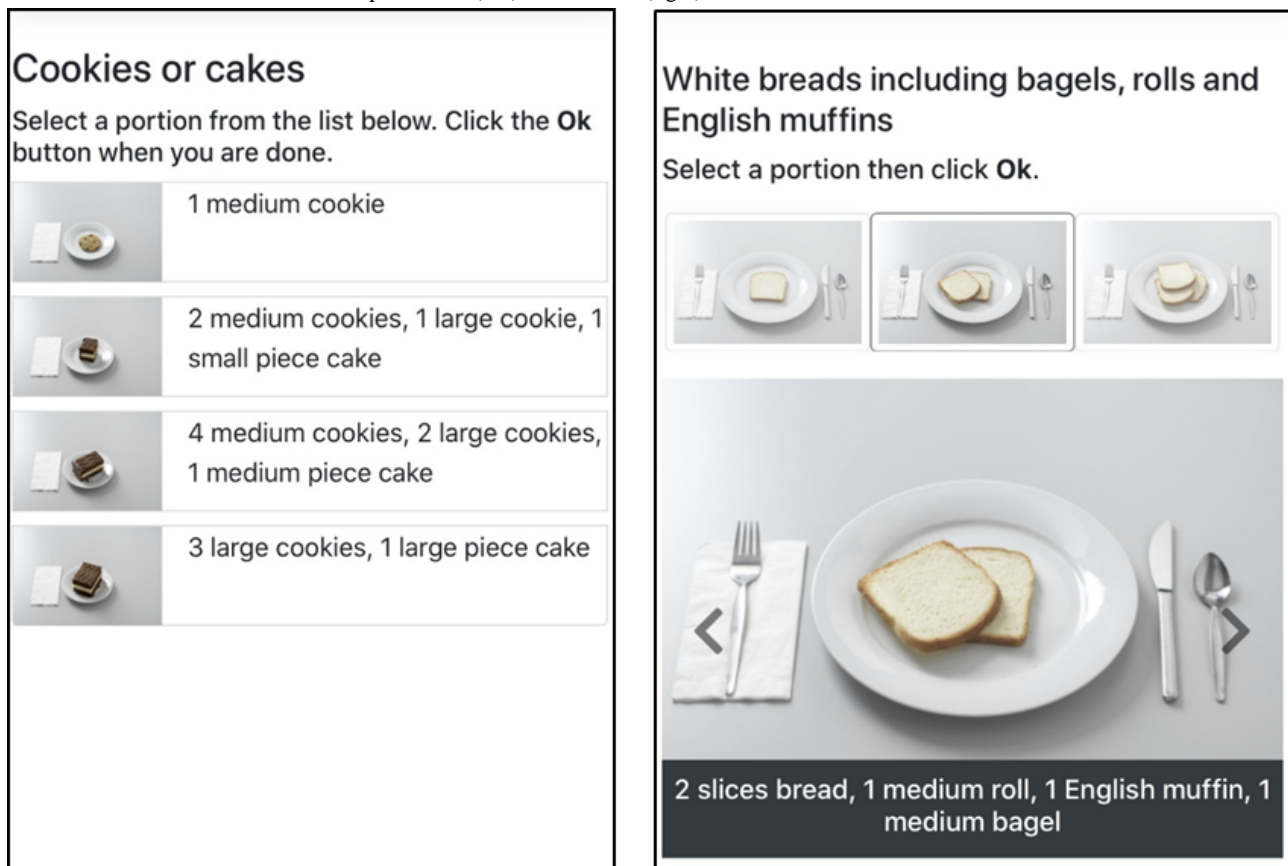 Cookies or cakes
Select a portion from the list below. Click the Ok
button when you are done.
1 medium cookie
2 medium cookies, 1 large cookie, 1
small piece cake
4 medium cookies, 2 large cookies,
1 medium piece cake
3 large cookies, 1 large piece cake
White breads including bagels, rolls and
English muffins
Select a portion then click Ok.
2 slices bread, 1 medium roll, 1 English muffin, 1
medium bagel